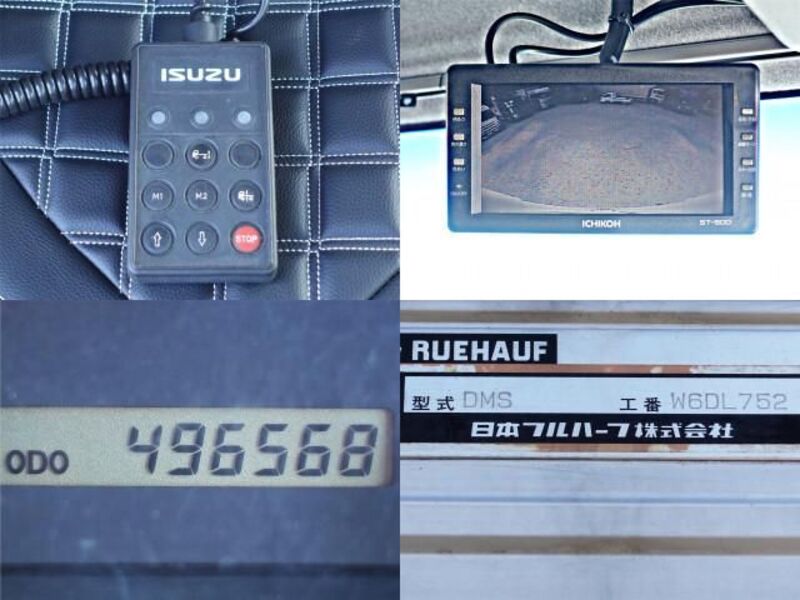 ISUZU
M1
M2
STOP
ICHIKOH
ST-500
ODO 496568
RUEHAUF
型式 DMS 工番 W6DL752
日本フルハーフ株式会社